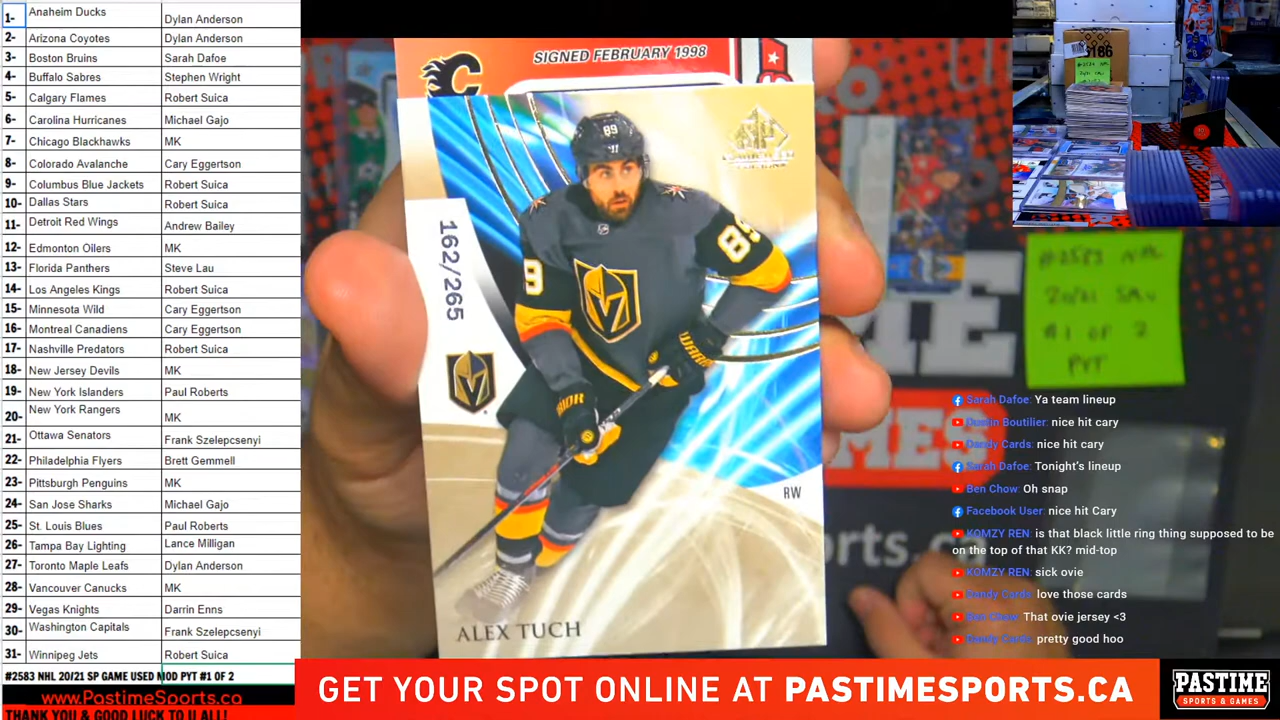 1- Anaheim Ducks Dylan Anderson
2- Arizona Coyotes Dylan Anderson
3- Boston Bruins Sarah Dafoe
4- Buffalo Sabres Stephen Wright
5- Calgary Flames Robert Suica
6- Carolina Hurricanes Michael Gajo
7- Chicago Blackhawks MK
8- Colorado Avalanche Cary Eggertson
9- Columbus Blue Jackets Robert Suica
10- Dallas Stars Robert Suica
11- Detroit Red Wings Andrew Bailey
12- Edmonton Oilers MK
13- Florida Panthers Steve Lau
14- Los Angeles Kings Robert Suica
15- Minnesota Wild Cary Eggertson
16- Montreal Canadiens Cary Eggertson
17- Nashville Predators Robert Suica
18- New Jersey Devils MK
19- New York Islanders Paul Roberts
20- New York Rangers MK
21- Ottawa Senators Frank Szelepcsenyi
22- Philadelphia Flyers Brett Gemmell
23- Pittsburgh Penguins MK
24- San Jose Sharks Michael Gajo
25- St. Louis Blues Paul Roberts
26- Tampa Bay Lighting Lance Milligan
27- Toronto Maple Leafs Dylan Anderson
28- Vancouver Canucks MK
29- Vegas Knights Darrin Enns
30- Washington Capitals Frank Szelepcsenyi
31- Winnipeg Jets Robert Suica
#2583 NHL 20/21 SP GAME USED MOD PYT #1 OF 2
www.PastimeSports.ca
THANK YOU & GOOD LUCK TO U ALL!
SIGNED FEBRUARY 1998
89
89
9
162/265
WARRIOR
RW
ALEX TUCH
#2583 NHL
20/21
#1 OF 2
PYT
Sarah Dafoe: Ya team lineup
Dustin Boutilier: nice hit cary
Dandy Cards: nice hit cary
Sarah Dafoe: Tonight's lineup
Ben Chow: Oh snap
Facebook User: nice hit Cary
KOMZY REN: is that black little ring thing supposed to be
on the top of that KK? mid-top
KOMZY REN: sick ovie
Dandy Cards: love those cards
Ben Chow: That ovie jersey <3
Dandy Cards: pretty good hoo
GET YOUR SPOT ONLINE AT PASTIMESPORTS.CA
PASTIME
SPORTS & GAMES